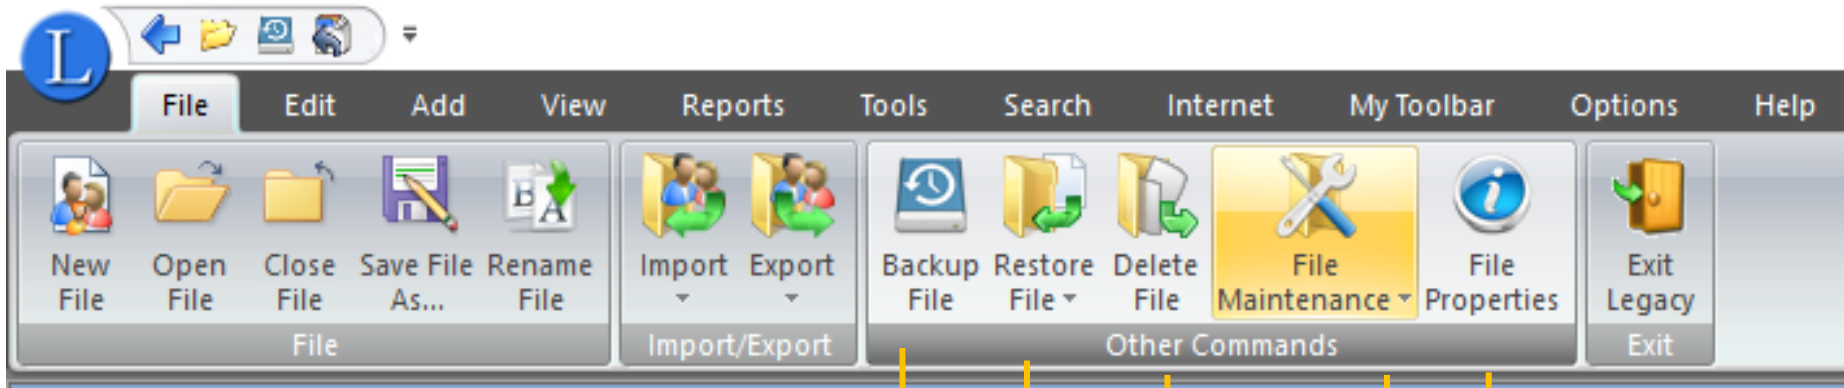 L
File Edit Add View Reports Tools Search Internet My Toolbar Options Help
New File
Open File
Close File
Save File As...
Rename File
Import
Export
Backup File
Restore File
Delete File
File Maintenance
File Properties
Exit Legacy
File
Import/Export
Other Commands
Exit